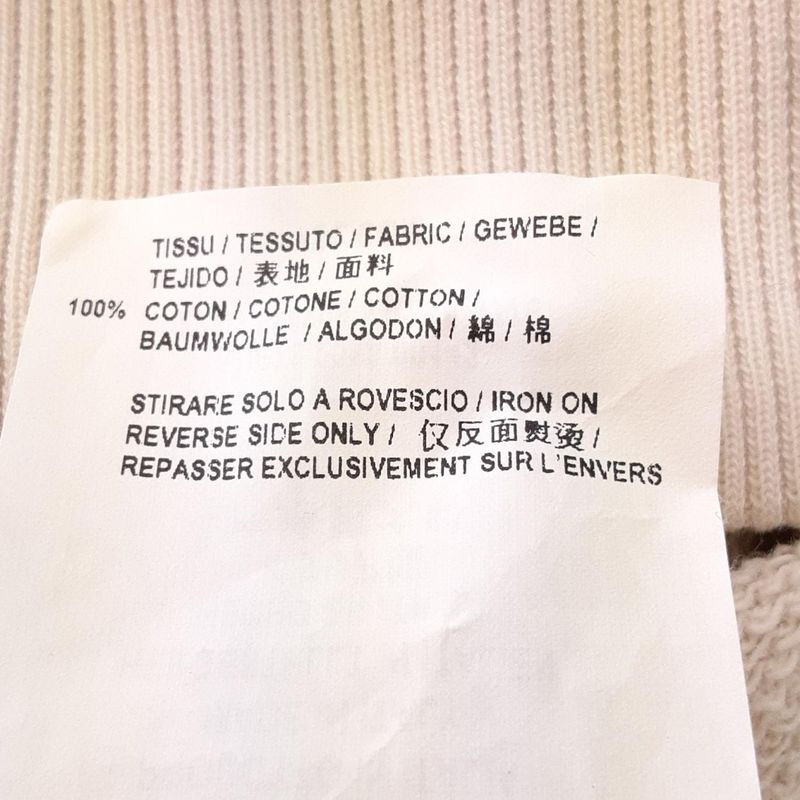 TISSU / TESSUTO / FABRIC / GEWEBE /
TEJIDO / 表地 / 面料
100% COTON / COTONE / COTTON /
BAUMWOLLE / ALGODON / 綿 / 棉
STIRARE SOLO A ROVESCIO / IRON ON
REVERSE SIDE ONLY / 仅反面熨烫 /
REPASSER EXCLUSIVEMENT SUR L'ENVERS